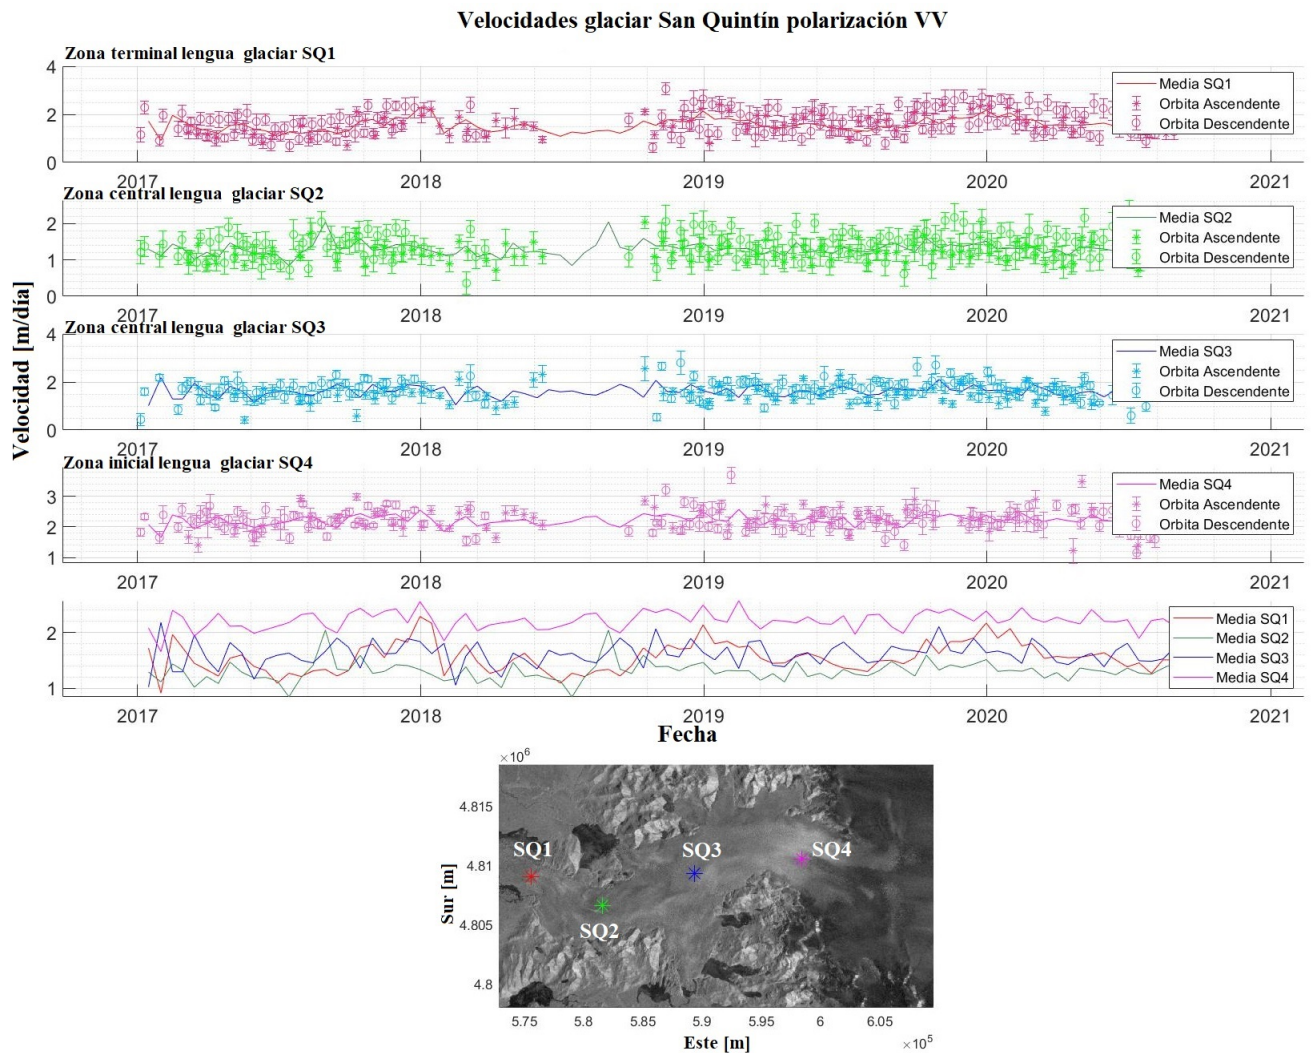 Velocidades glaciar San Quintín polarización VV
Zona terminal lengua glaciar SQ1
4
2
0
Media SQ1
Orbita Ascendente
Orbita Descendente
2017 2018 2019 2020 2021
Zona central lengua glaciar SQ2
2
1
0
Media SQ2
Orbita Ascendente
Orbita Descendente
2017 2018 2019 2020 2021
Zona central lengua glaciar SQ3
4
2
0
Media SQ3
Orbita Ascendente
Orbita Descendente
2017 2018 2019 2020 2021
Zona inicial lengua glaciar SQ4
3
2
1
Media SQ4
Orbita Ascendente
Orbita Descendente
2017 2018 2019 2020 2021
2
1
Media SQ1
Media SQ2
Media SQ3
Media SQ4
2017 2018 2019 2020 2021
Velocidad [m/día]
Fecha
×10⁶
4.815
4.81
4.805
4.8
Sur [m]
SQ1
SQ2
SQ3
SQ4
5.75 5.8 5.85 5.9 5.95 6 6.05
Este [m]
×10⁵